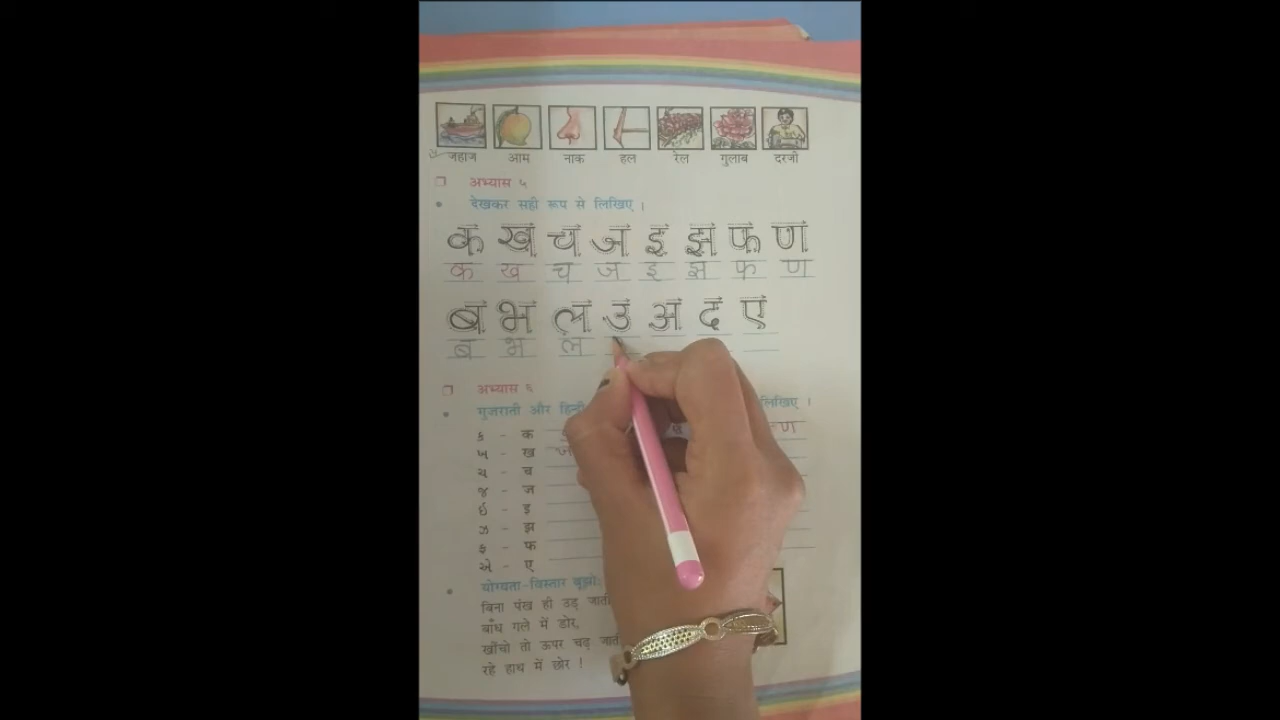 जहाज आम नाक हल रेल गुलाब दरजी
अभ्यास ५
देखकर सही रूप से लिखिए ।
क ख च ज इ झ फ ण
क ख च ज इ झ फ ण
ब भ ल उ अ द ए
ब भ ल
अभ्यास ६
गुजराती और हिन्दी लिखिए ।
ક - क ण
ખ - ख
ચ - च
જ - ज
ઈ - इ
ઝ - झ
ફ - फ
એ - ए
योग्यता-विस्तार बूझो:
बिना पंख ही उड़ जाती
बाँध गले में डोर,
खींचो तो ऊपर चढ़ जाती
रहे हाथ में छोर !